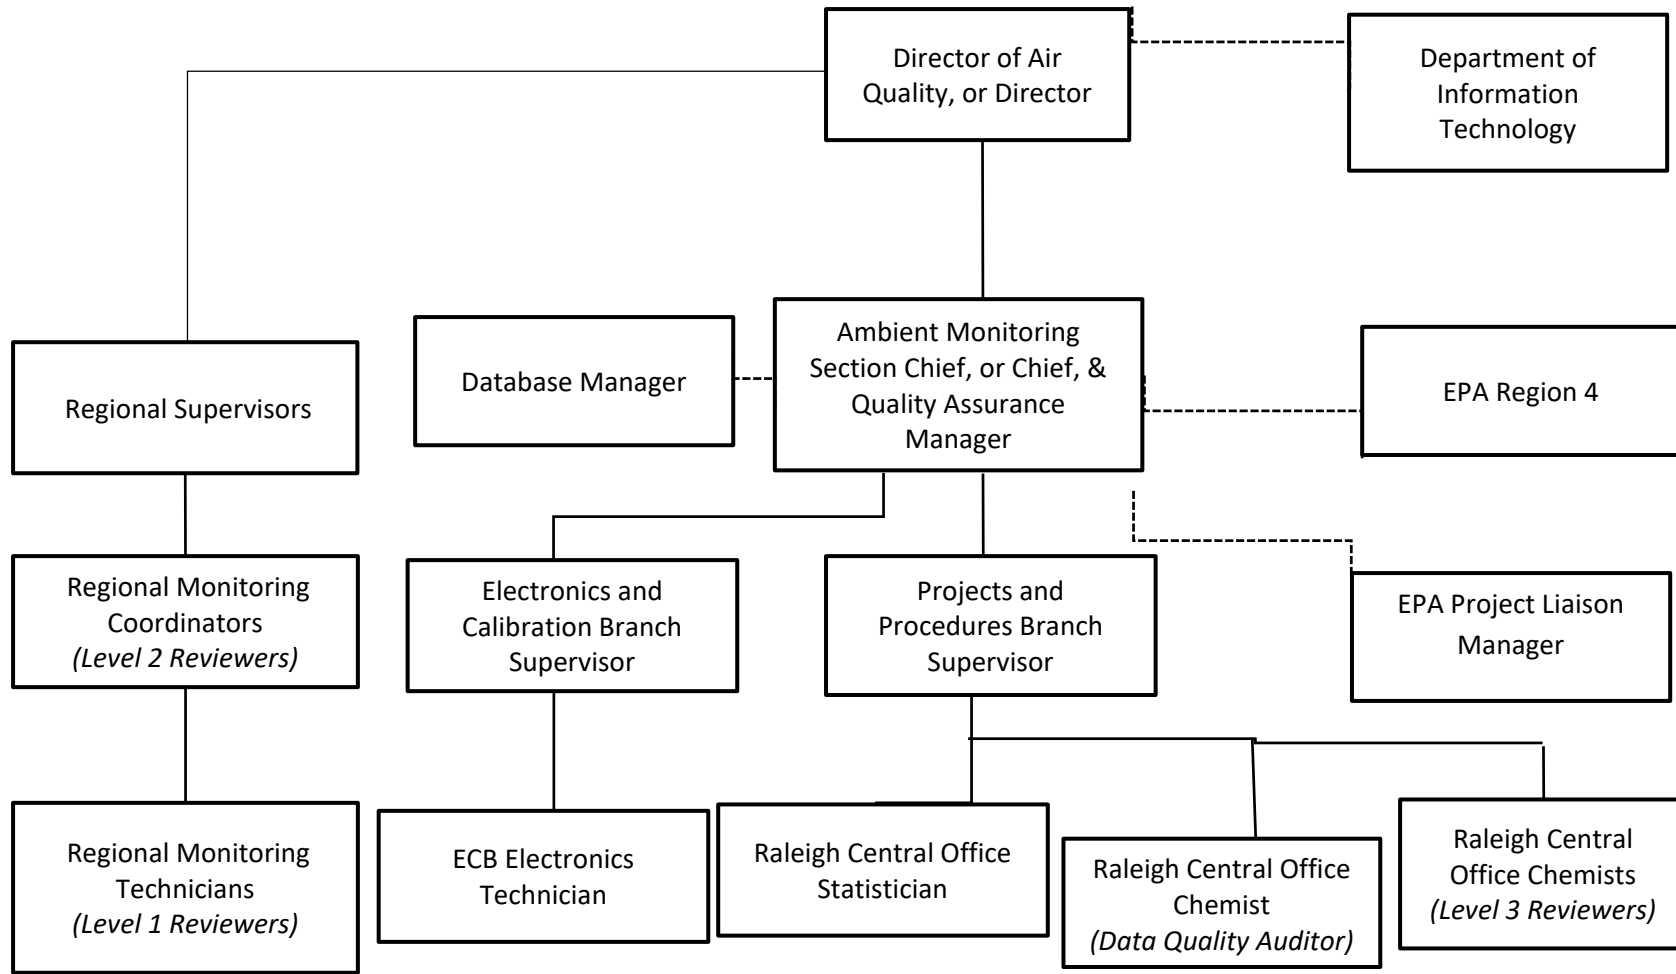 Director of Air
Quality, or Director
Department of
Information
Technology
Regional Supervisors
Database Manager
Ambient Monitoring
Section Chief, or Chief, &
Quality Assurance
Manager
EPA Region 4
Regional Monitoring
Coordinators
(Level 2 Reviewers)
Electronics and
Calibration Branch
Supervisor
Projects and
Procedures Branch
Supervisor
EPA Project Liaison
Manager
Regional Monitoring
Technicians
(Level 1 Reviewers)
ECB Electronics
Technician
Raleigh Central Office
Statistician
Raleigh Central Office
Chemist
(Data Quality Auditor)
Raleigh Central
Office Chemists
(Level 3 Reviewers)